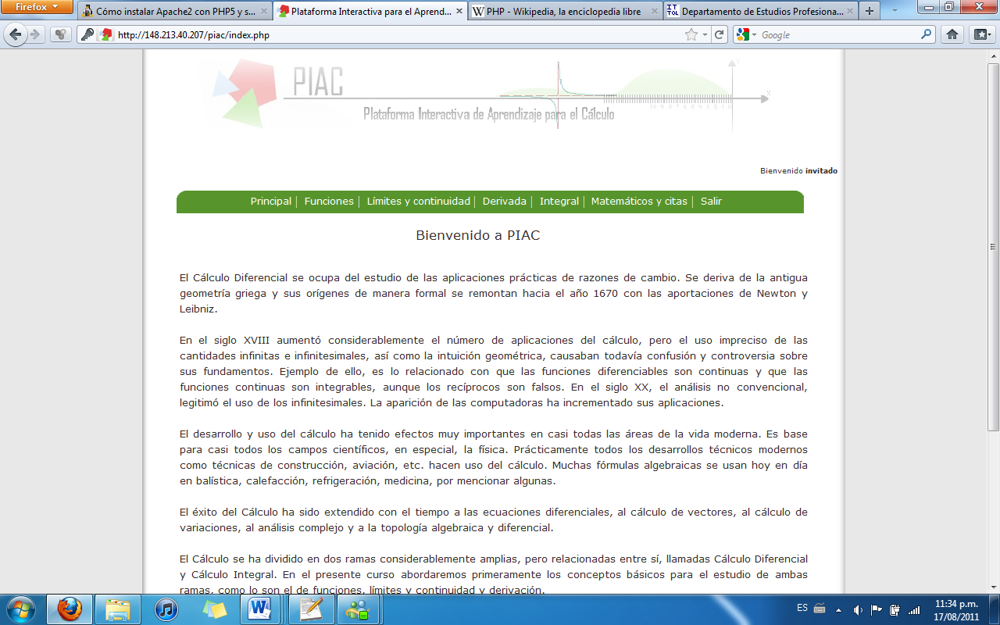 Firefox
Cómo instalar Apache2 con PHP5 y s...
Plataforma Interactiva para el Aprend...
PHP - Wikipedia, la enciclopedia libre
IT TOL Departamento de Estudios Profesiona...
http://148.213.40.207/piac/index.php
Google
PIAC
Plataforma Interactiva de Aprendizaje para el Cálculo
X
10 9 8 7 6 5 4 3 2 1 0
Bienvenido invitado
Principal | Funciones | Límites y continuidad | Derivada | Integral | Matemáticos y citas | Salir
Bienvenido a PIAC
El Cálculo Diferencial se ocupa del estudio de las aplicaciones prácticas de razones de cambio. Se deriva de la antigua
geometría griega y sus orígenes de manera formal se remontan hacia el año 1670 con las aportaciones de Newton y
Leibniz.
En el siglo XVIII aumentó considerablemente el número de aplicaciones del cálculo, pero el uso impreciso de las
cantidades infinitas e infinitesimales, así como la intuición geométrica, causaban todavía confusión y controversia sobre
sus fundamentos. Ejemplo de ello, es lo relacionado con que las funciones diferenciables son continuas y que las
funciones continuas son integrables, aunque los recíprocos son falsos. En el siglo XX, el análisis no convencional,
legitimó el uso de los infinitesimales. La aparición de las computadoras ha incrementado sus aplicaciones.
El desarrollo y uso del cálculo ha tenido efectos muy importantes en casi todas las áreas de la vida moderna. Es base
para casi todos los campos científicos, en especial, la física. Prácticamente todos los desarrollos técnicos modernos
como técnicas de construcción, aviación, etc. hacen uso del cálculo. Muchas fórmulas algebraicas se usan hoy en día
en balística, calefacción, refrigeración, medicina, por mencionar algunas.
El éxito del Cálculo ha sido extendido con el tiempo a las ecuaciones diferenciales, al cálculo de vectores, al cálculo de
variaciones, al análisis complejo y a la topología algebraica y diferencial.
El Cálculo se ha dividido en dos ramas considerablemente amplias, pero relacionadas entre sí, llamadas Cálculo Diferencial
y Cálculo Integral. En el presente curso abordaremos primeramente los conceptos básicos para el estudio de ambas
ramas, como lo son el de funciones, límites y continuidad y derivación.
ES
11:34 p.m.
17/08/2011